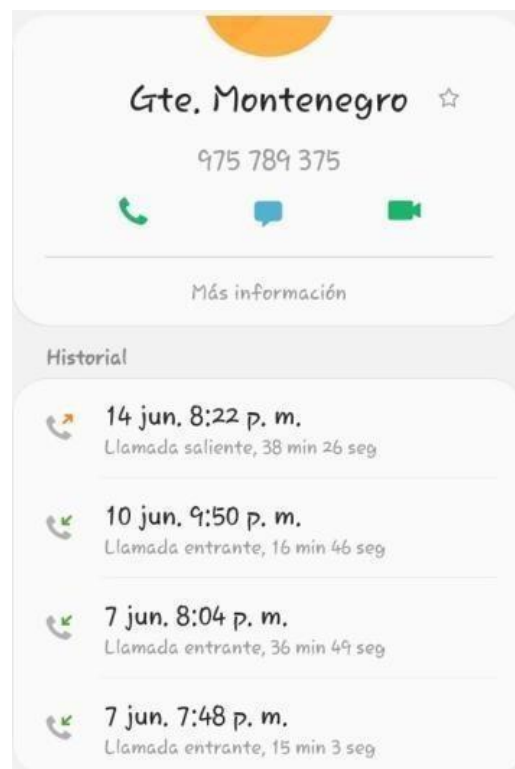 Gte. Montenegro
975 789 375
Más información
Historial
14 jun. 8:22 p. m.
Llamada saliente, 38 min 26 seg
10 jun. 9:50 p. m.
Llamada entrante, 16 min 46 seg
7 jun. 8:04 p. m.
Llamada entrante, 36 min 49 seg
7 jun. 7:48 p. m.
Llamada entrante, 15 min 3 seg